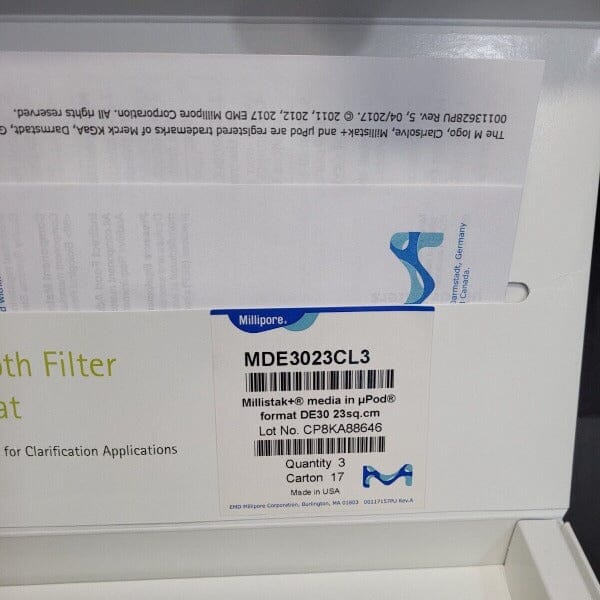 00113628PU Rev. 5, 04/2017. © 2011, 2012, 2017 EMD Millipore Corporation. All rights reserved.
The M logo, Clarisolve, Millistak+ and µPod are registered trademarks of Merck KGaA, Darmstadt, G
Darmstadt, Germany
Canada.
Millipore®
th Filter
at
for Clarification Applications
MDE3023CL3
Millistak+® media in µPod®
format DE30 23sq.cm
Lot No. CP8KA88646
Quantity 3
Carton 17
Made in USA
EMD Millipore Corporation, Burlington, MA 01803 00117157PU Rev.A